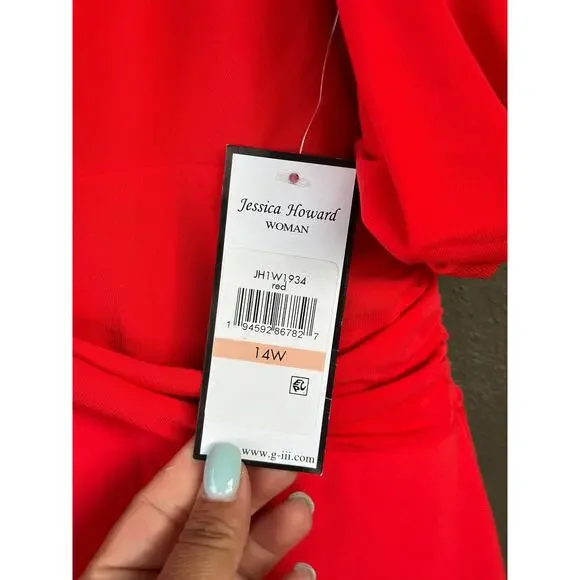 Jessica Howard
WOMAN
JH1W1934
red
1 94592 86782 7
14W
www.g-iii.com